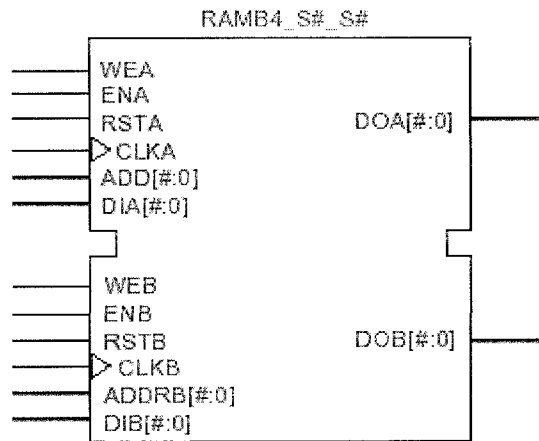 RAMB4_S#_S#
WEA
ENA
RSTA
CLKA
ADD[#:0]
DIA[#:0]
DOA[#:0]
WEB
ENB
RSTB
CLKB
ADDRB[#:0]
DIB[#:0]
DOB[#:0]